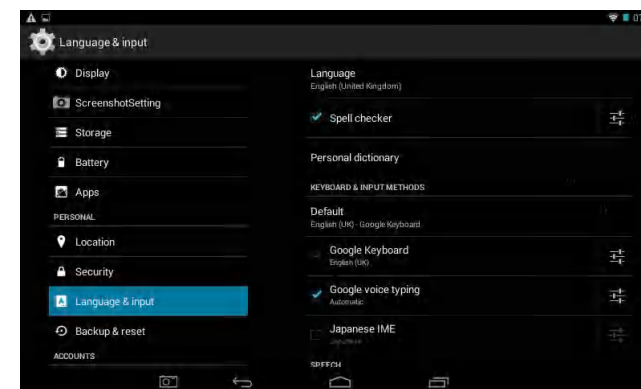 07
Language & input
Display
ScreenshotSetting
Storage
Battery
Apps
PERSONAL
Location
Security
Language & input
Backup & reset
ACCOUNTS
Language
English (United Kingdom)
Spell checker
Personal dictionary
KEYBOARD & INPUT METHODS
Default
English (UK) - Google Keyboard
Google Keyboard
English (UK)
Google voice typing
Automatic
Japanese IME
Japanese
SPEECH